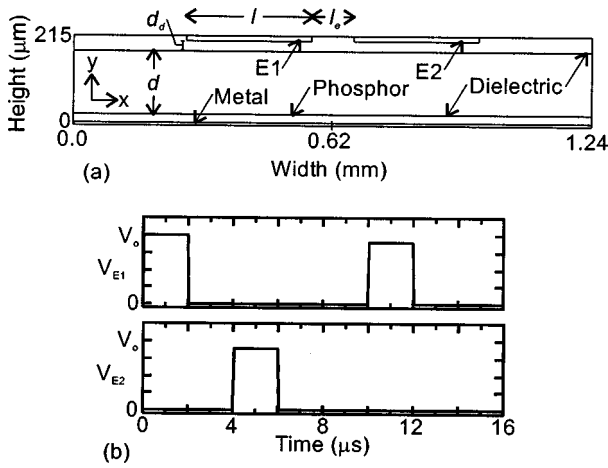 215
Height (μm)
0
d_d
l
l_e
y
x
d
E1
E2
Metal
Phosphor
Dielectric
0.0
0.62
1.24
(a)
Width (mm)
V_o
V_E1
0
V_o
V_E2
0
0
4
8
12
16
(b)
Time (μs)